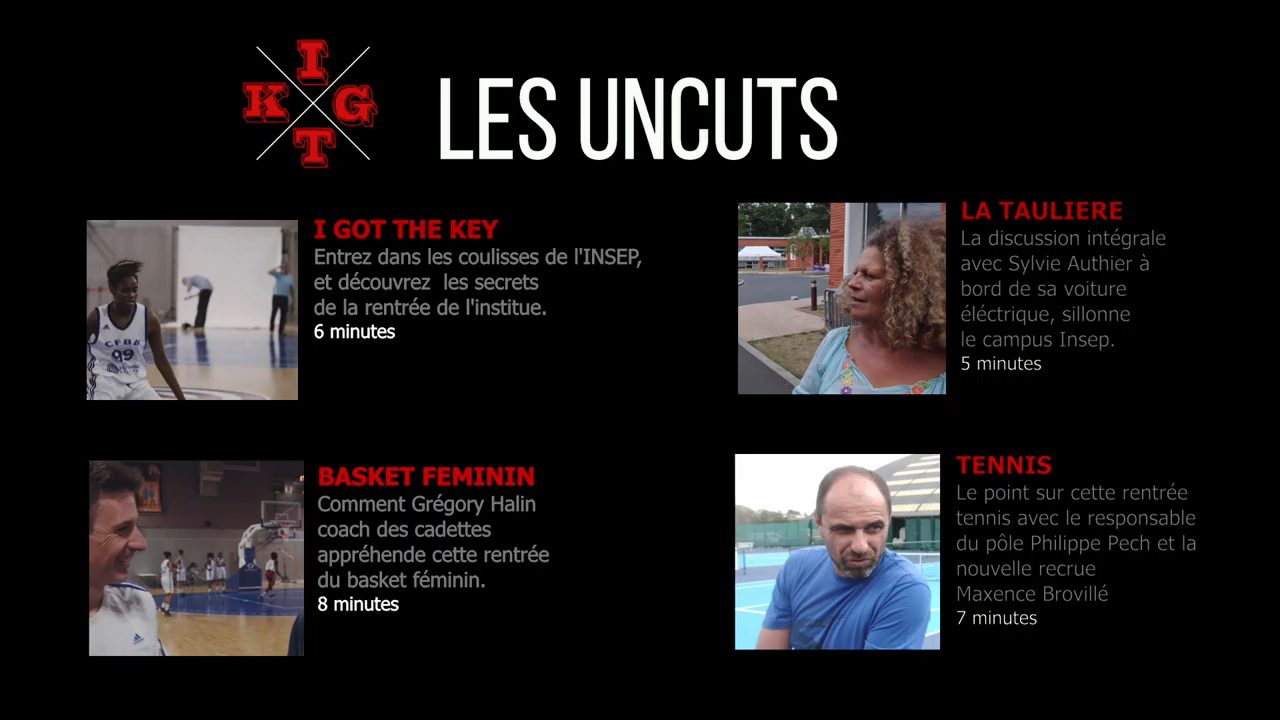 I
K G
T
LES UNCUTS
I GOT THE KEY
Entrez dans les coulisses de l'INSEP,
et découvrez  les secrets
de la rentrée de l'institue.
6 minutes
LA TAULIERE
La discussion intégrale
avec Sylvie Authier à
bord de sa voiture
éléctrique, sillonne
le campus Insep.
5 minutes
BASKET FEMININ
Comment Grégory Halin
coach des cadettes
appréhende cette rentrée
du basket féminin.
8 minutes
TENNIS
Le point sur cette rentrée
tennis avec le responsable
du pôle Philippe Pech et la
nouvelle recrue
Maxence Brovillé
7 minutes
CFBB
99